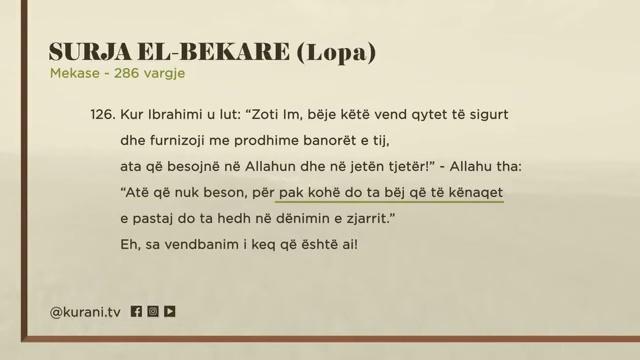 SURJA EL-BEKARE (Lopa)
Mekase - 286 vargje
126. Kur Ibrahimi u lut: “Zoti Im, bëje këtë vend qytet të sigurt
dhe furnizoji me prodhime banorët e tij,
ata që besojnë në Allahun dhe në jetën tjetër!” - Allahu tha:
“Atë që nuk beson, për pak kohë do ta bëj që të kënaqet
e pastaj do ta hedh në dënimin e zjarrit.”
Eh, sa vendbanim i keq që është ai!
@kurani.tv